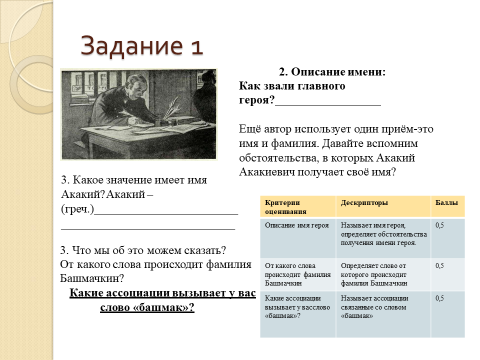 Задание 1
2. Описание имени:
Как звали главного
героя?__________________
Ещё автор использует один приём-это
имя и фамилия. Давайте вспомним
обстоятельства, в которых Акакий
Акакиевич получает своё имя?
3. Какое значение имеет имя
Акакий?Акакий –
(греч.)_________________________
______________________________
3. Что мы об это можем сказать?
От какого слова происходит фамилия
Башмачкин?
Какие ассоциации вызывает у вас
слово «башмак»?
Критерии
оценивания
Дескрипторы
Баллы
Описание имя героя
Называет имя героя,
определяет обстоятельства
получения имени героя.
0,5
От какого слова
происходит фамилия
Башмачкин
Определяет слово от
которого происходит
фамилия Башмачкин
0,5
Какие ассоциации
вызывает у васслово
«башмак»?
Называет ассоциации
связанные со словом
«башмак»
0,5